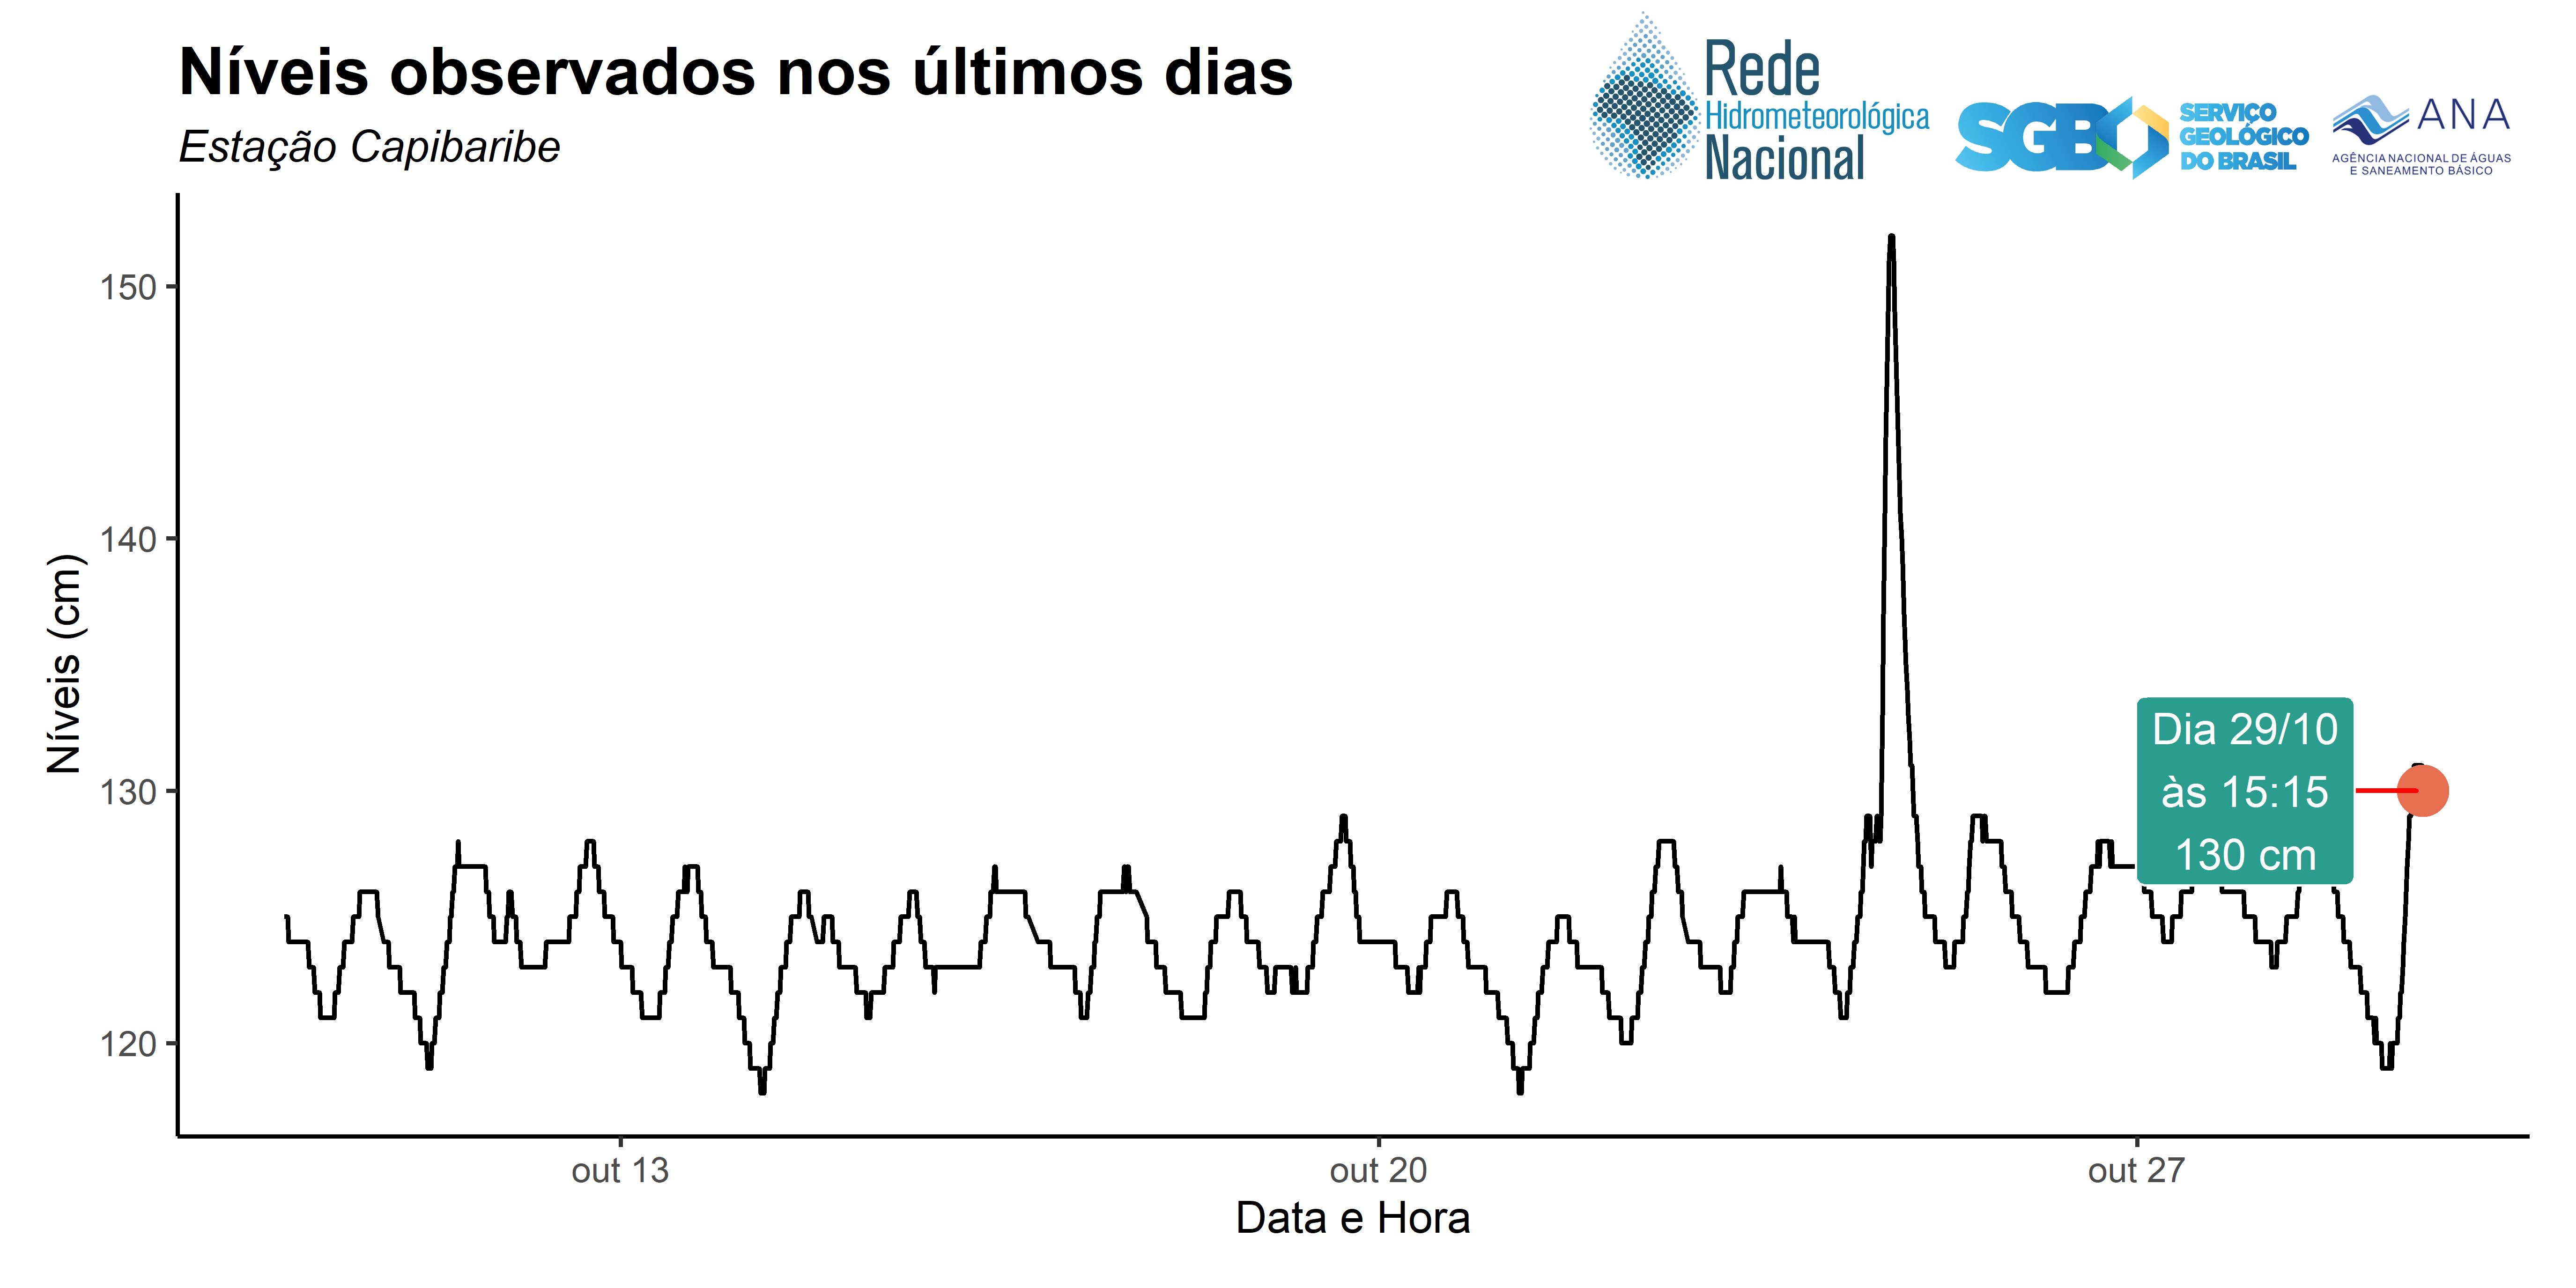 Níveis observados nos últimos dias
Estação Capibaribe
Rede
Hidrometeorológica
Nacional
SGB
SERVIÇO
GEOLÓGICO
DO BRASIL
ANA
AGÊNCIA NACIONAL DE ÁGUAS
E SANEAMENTO BÁSICO
Níveis (cm)
150
140
130
120
Dia 29/10
às 15:15
130 cm
out 13
out 20
out 27
Data e Hora